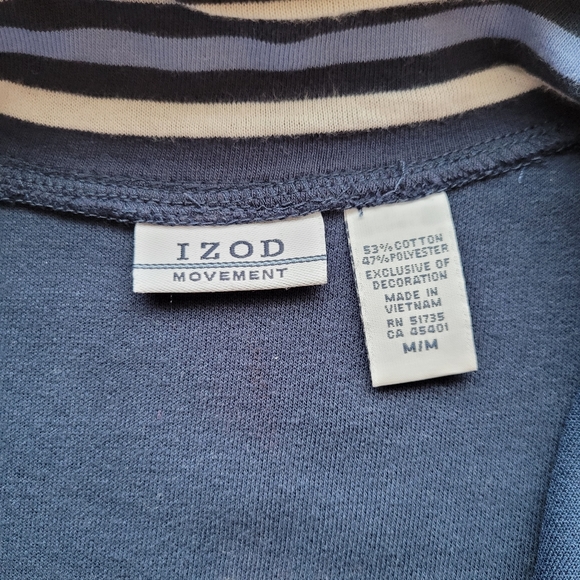 IZOD
MOVEMENT
53% COTTON
47% POLYESTER
EXCLUSIVE OF
DECORATION
MADE IN
VIETNAM
RN 51735
CA 45401
M/M